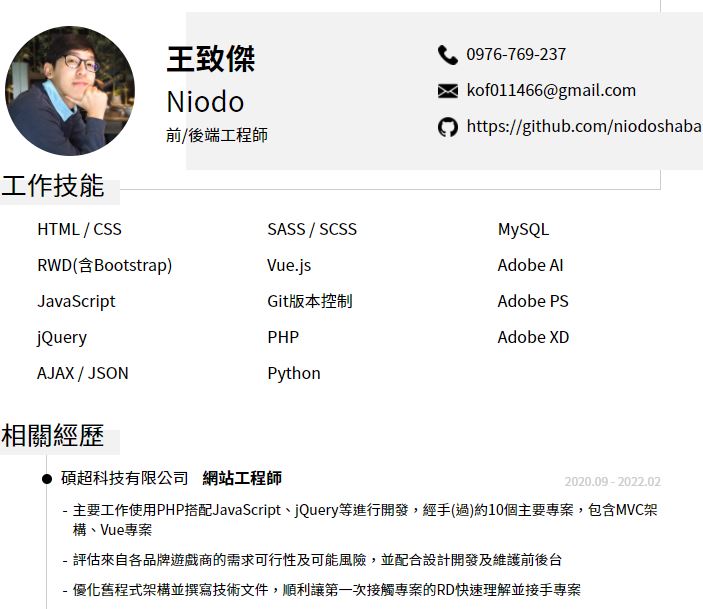 王致傑
Niodo
前/後端工程師
0976-769-237
kof011466@gmail.com
https://github.com/niodoshaba
工作技能
HTML / CSS
SASS / SCSS
MySQL
RWD(含Bootstrap)
Vue.js
Adobe AI
JavaScript
Git版本控制
Adobe PS
jQuery
PHP
Adobe XD
AJAX / JSON
Python
相關經歷
碩超科技有限公司 網站工程師
2020.09 - 2022.02
- 主要工作使用PHP搭配JavaScript、jQuery等進行開發，經手(過)約10個主要專案，包含MVC架
構、Vue專案
- 評估來自各品牌遊戲商的需求可行性及可能風險，並配合設計開發及維護前後台
- 優化舊程式架構並撰寫技術文件，順利讓第一次接觸專案的RD快速理解並接手專案